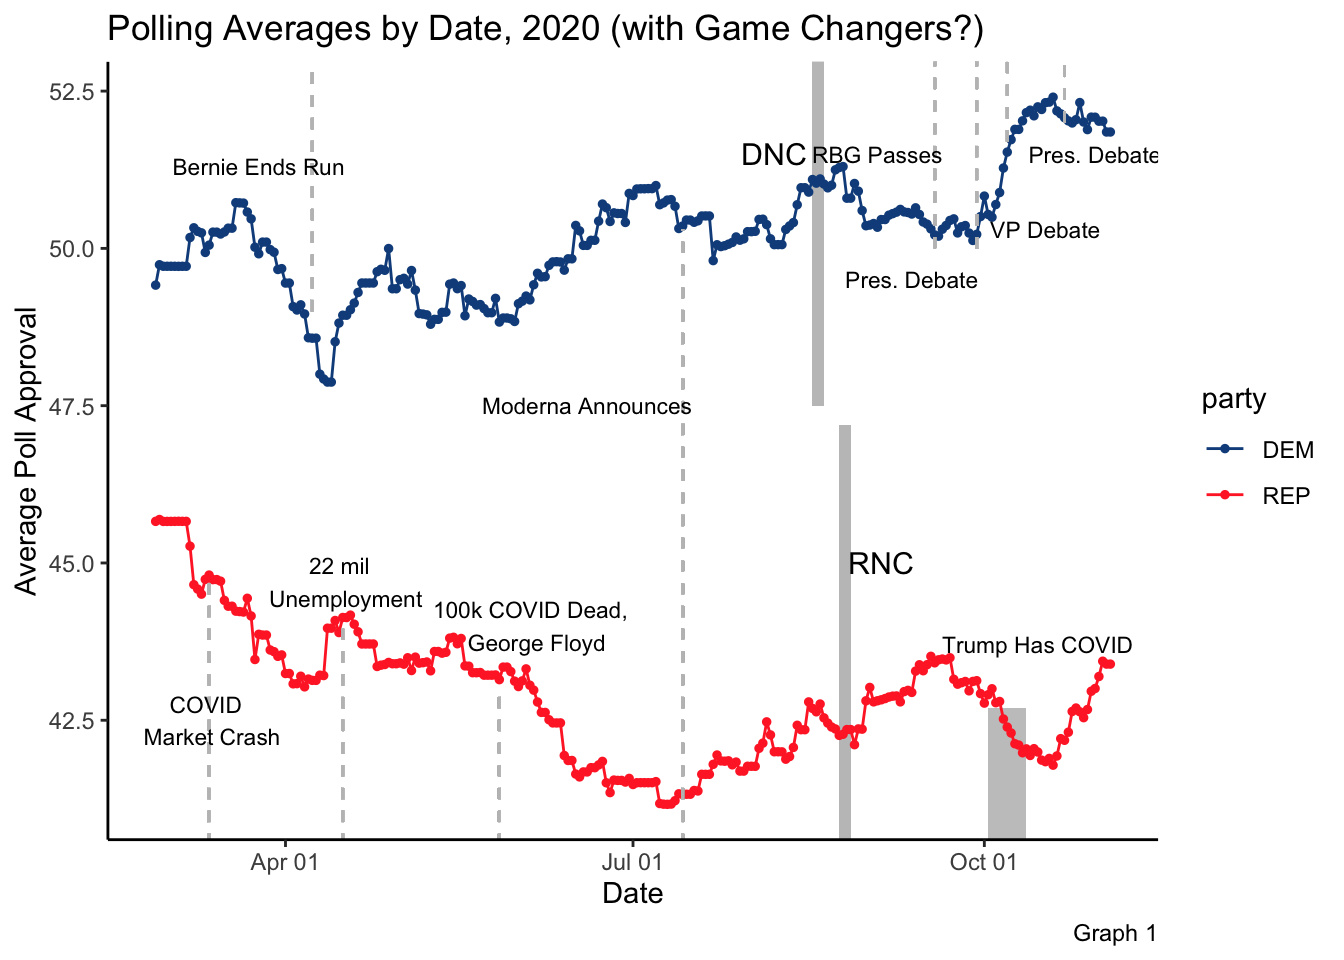 Polling Averages by Date, 2020 (with Game Changers?)
Average Poll Approval
52.5
50.0
47.5
45.0
42.5
Bernie Ends Run
DNC
RBG Passes
Pres. Debate
VP Debate
Pres. Debate
Moderna Announces
22 mil
Unemployment
100k COVID Dead,
George Floyd
RNC
Trump Has COVID
COVID
Market Crash
Apr 01
Jul 01
Oct 01
Date
party
DEM
REP
Graph 1